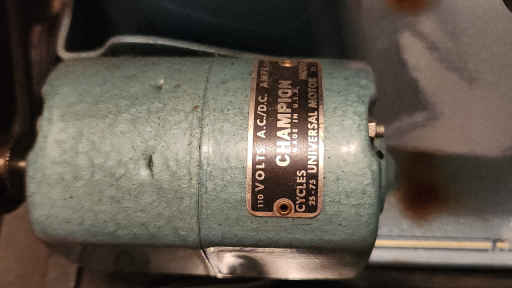 110 VOLTS A.C./D.C.
CHAMPION
MADE IN U.S.A.
CYCLES
25-75 UNIVERSAL MOTOR